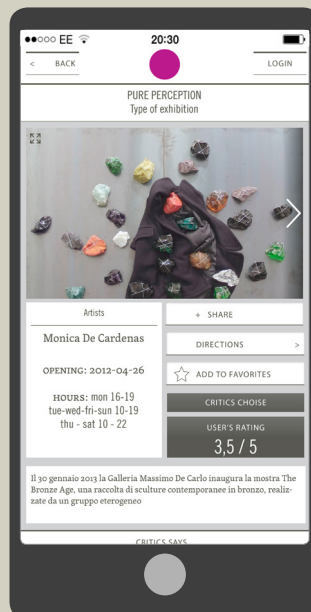 EE 20:30
< BACK LOGIN
PURE PERCEPTION
Type of exhibition
Artists
Monica De Cardenas
OPENING: 2012-04-26
HOURS: mon 16-19
tue-wed-fri-sun 10-19
thu - sat 10 - 22
+ SHARE
DIRECTIONS >
ADD TO FAVORITES
CRITICS CHOISE
USER'S RATING
3,5 / 5
Il 30 gennaio 2013 la Galleria Massimo De Carlo inaugura la mostra The
Bronze Age, una raccolta di sculture contemporanee in bronzo, realiz-
zate da un gruppo eterogeneo
CRITICS SAYS